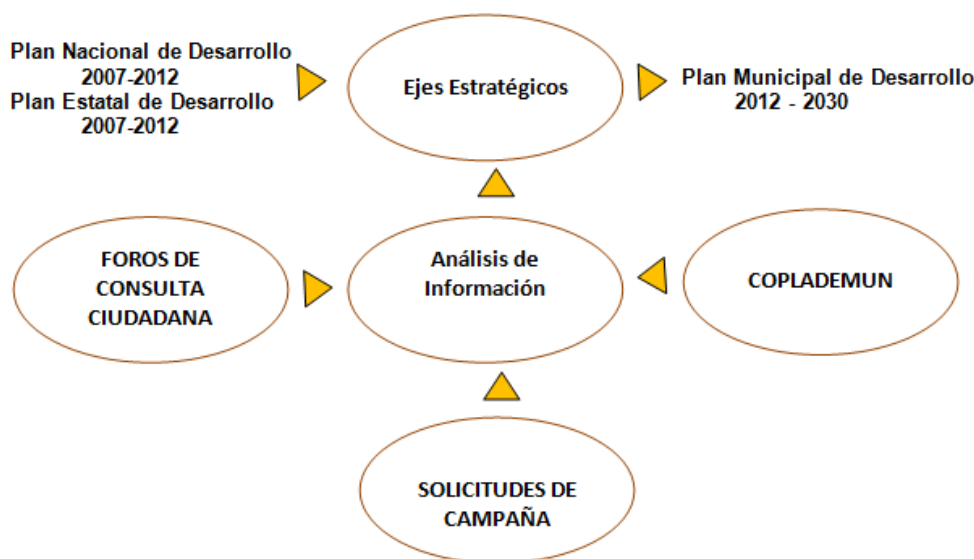 Plan Nacional de Desarrollo
2007-2012
Plan Estatal de Desarrollo
2007-2012
Ejes Estratégicos
Plan Municipal de Desarrollo
2012 - 2030
FOROS DE
CONSULTA
CIUDADANA
Análisis de
Información
COPLADEMUN
SOLICITUDES DE
CAMPAÑA